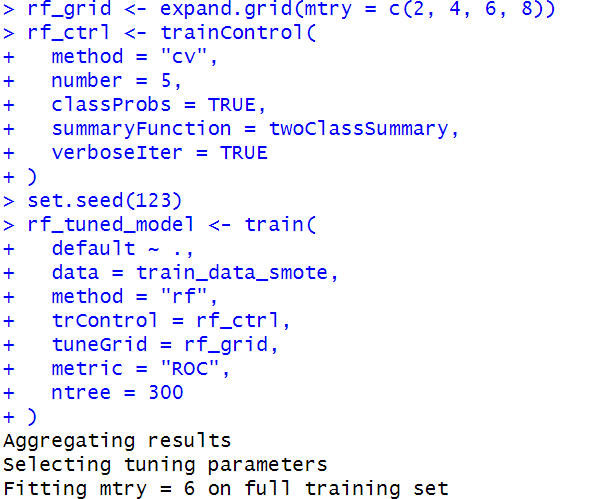 > rf_grid <- expand.grid(mtry = c(2, 4, 6, 8))
> rf_ctrl <- trainControl(
+   method = "cv",
+   number = 5,
+   classProbs = TRUE,
+   summaryFunction = twoClassSummary,
+   verboseIter = TRUE
+ )
> set.seed(123)
> rf_tuned_model <- train(
+   default ~ .,
+   data = train_data_smote,
+   method = "rf",
+   trControl = rf_ctrl,
+   tuneGrid = rf_grid,
+   metric = "ROC",
+   ntree = 300
+ )
Aggregating results
Selecting tuning parameters
Fitting mtry = 6 on full training set